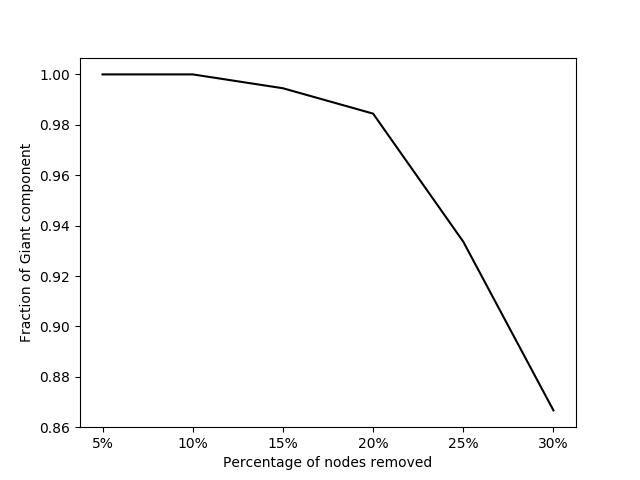 1.00
0.98
0.96
0.94
0.92
0.90
0.88
0.86
Fraction of Giant component
5% 10% 15% 20% 25% 30%
Percentage of nodes removed